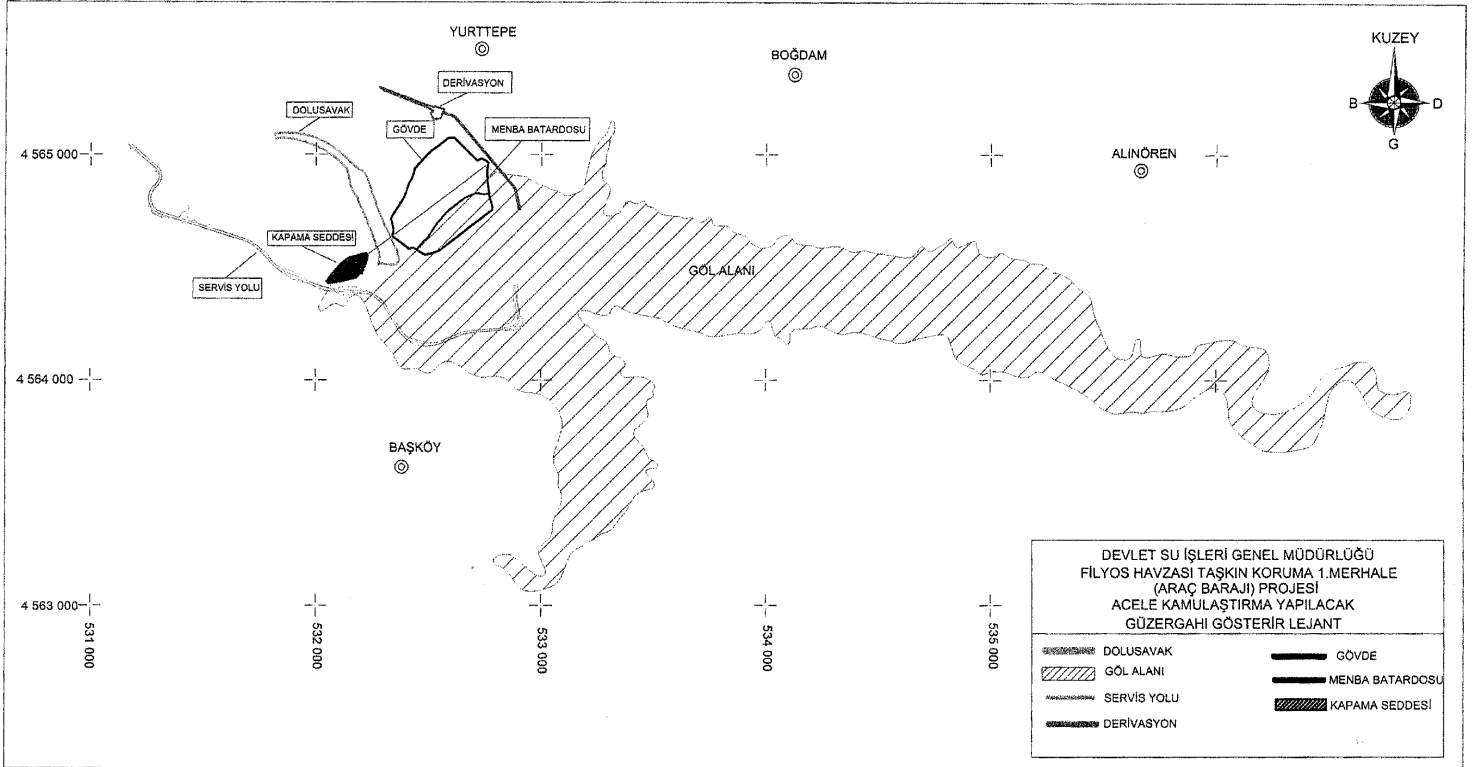 YURTTEPE
BOĞDAM
KUZEY
B
D
G
DERİVASYON
DOLUSAVAK
GÖVDE
MENBA BATARDOSU
4 565 000
ALINÖREN
KAPAMA SEDDESİ
GÖL ALANI
SERVİS YOLU
4 564 000
BAŞKÖY
4 563 000
531 000
532 000
533 000
534 000
535 000
DEVLET SU İŞLERİ GENEL MÜDÜRLÜĞÜ
FİLYOS HAVZASI TAŞKIN KORUMA 1.MERHALE
(ARAÇ BARAJI) PROJESİ
ACELE KAMULAŞTIRMA YAPILACAK
GÜZERGAHI GÖSTERİR LEJANT
DOLUSAVAK
GÖL ALANI
SERVİS YOLU
DERİVASYON
GÖVDE
MENBA BATARDOSU
KAPAMA SEDDESİ